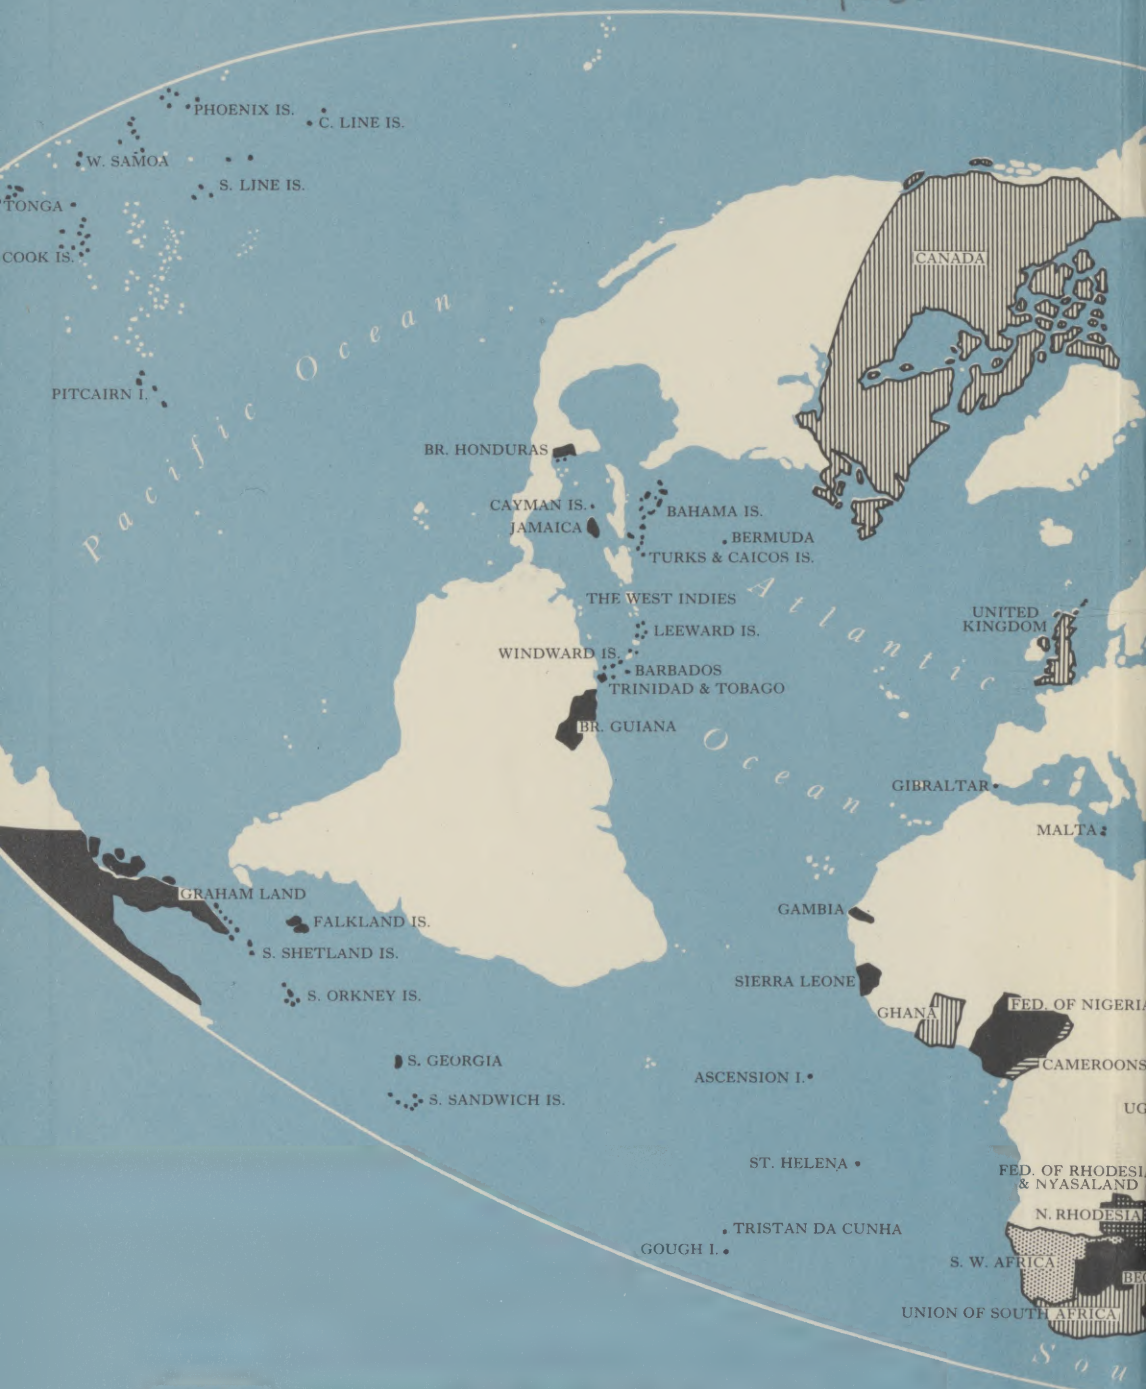 PHOENIX IS.
C. LINE IS.
W. SAMOA
S. LINE IS.
TONGA
COOK IS.
CANADA
Pacific Ocean
PITCAIRN I.
BR. HONDURAS
CAYMAN IS.
BAHAMA IS.
JAMAICA
BERMUDA
TURKS & CAICOS IS.
Atlantic
Ocean
THE WEST INDIES
UNITED
KINGDOM
LEEWARD IS.
WINDWARD IS.
BARBADOS
TRINIDAD & TOBAGO
BR. GUIANA
GIBRALTAR
MALTA
GRAHAM LAND
FALKLAND IS.
GAMBIA
S. SHETLAND IS.
SIERRA LEONE
S. ORKNEY IS.
GHANA
FED. OF NIGERIA
S. GEORGIA
CAMEROONS
ASCENSION I.
S. SANDWICH IS.
UG
ST. HELENA
FED. OF RHODESI
& NYASALAND
N. RHODESIA
TRISTAN DA CUNHA
GOUGH I.
S. W. AFRICA
BEC
UNION OF SOUTH AFRICA
Sou